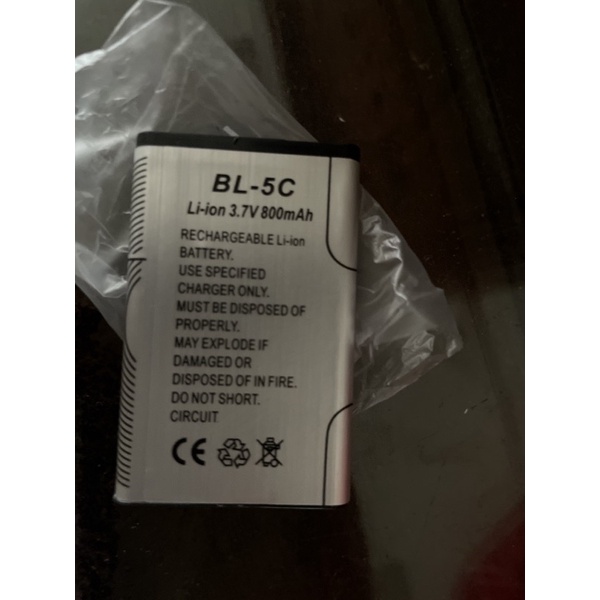 BL-5C
Li-ion 3.7V 800mAh
RECHARGEABLE Li-ion
BATTERY.
USE SPECIFIED
CHARGER ONLY.
MUST BE DISPOSED OF
PROPERLY.
MAY EXPLODE IF
DAMAGED OR
DISPOSED OF IN FIRE.
DO NOT SHORT.
CIRCUIT.
CE